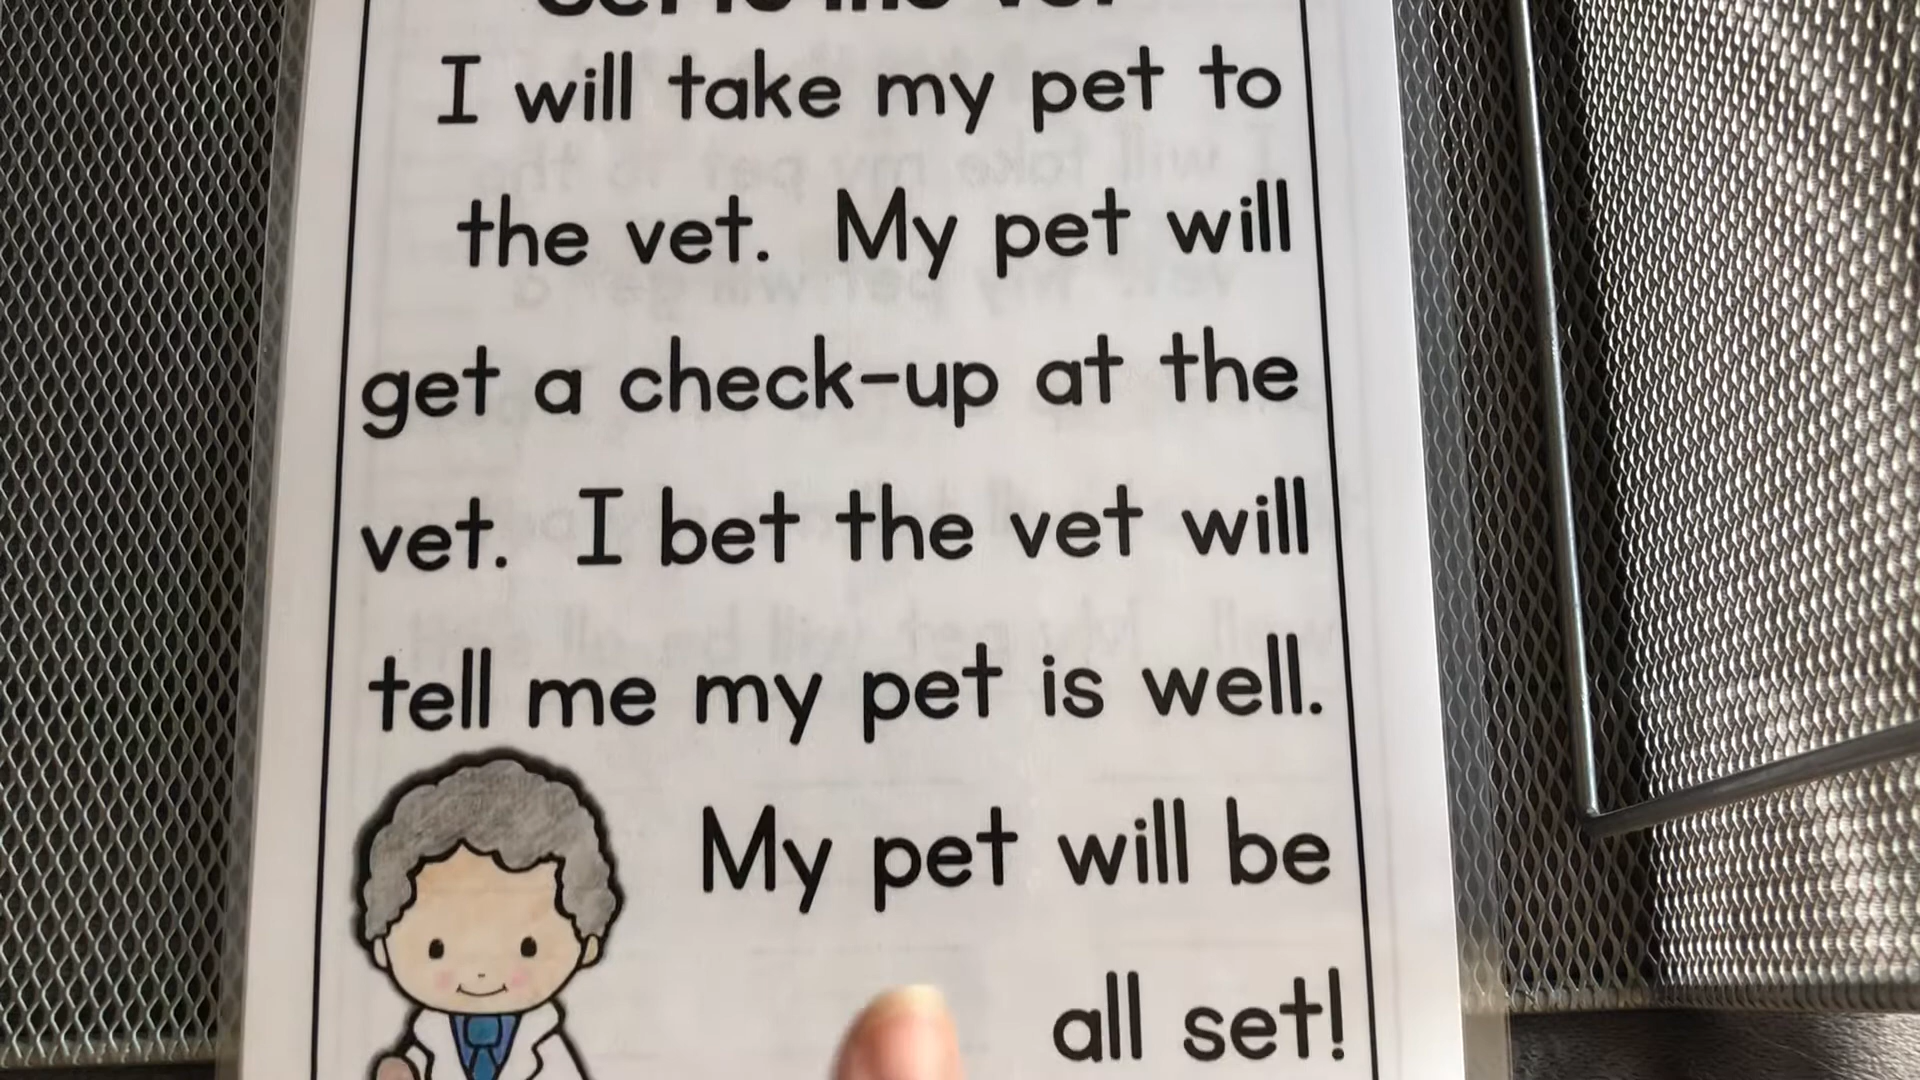 I will take my pet to
the vet. My pet will
get a check-up at the
vet. I bet the vet will
tell me my pet is well.
My pet will be
all set!